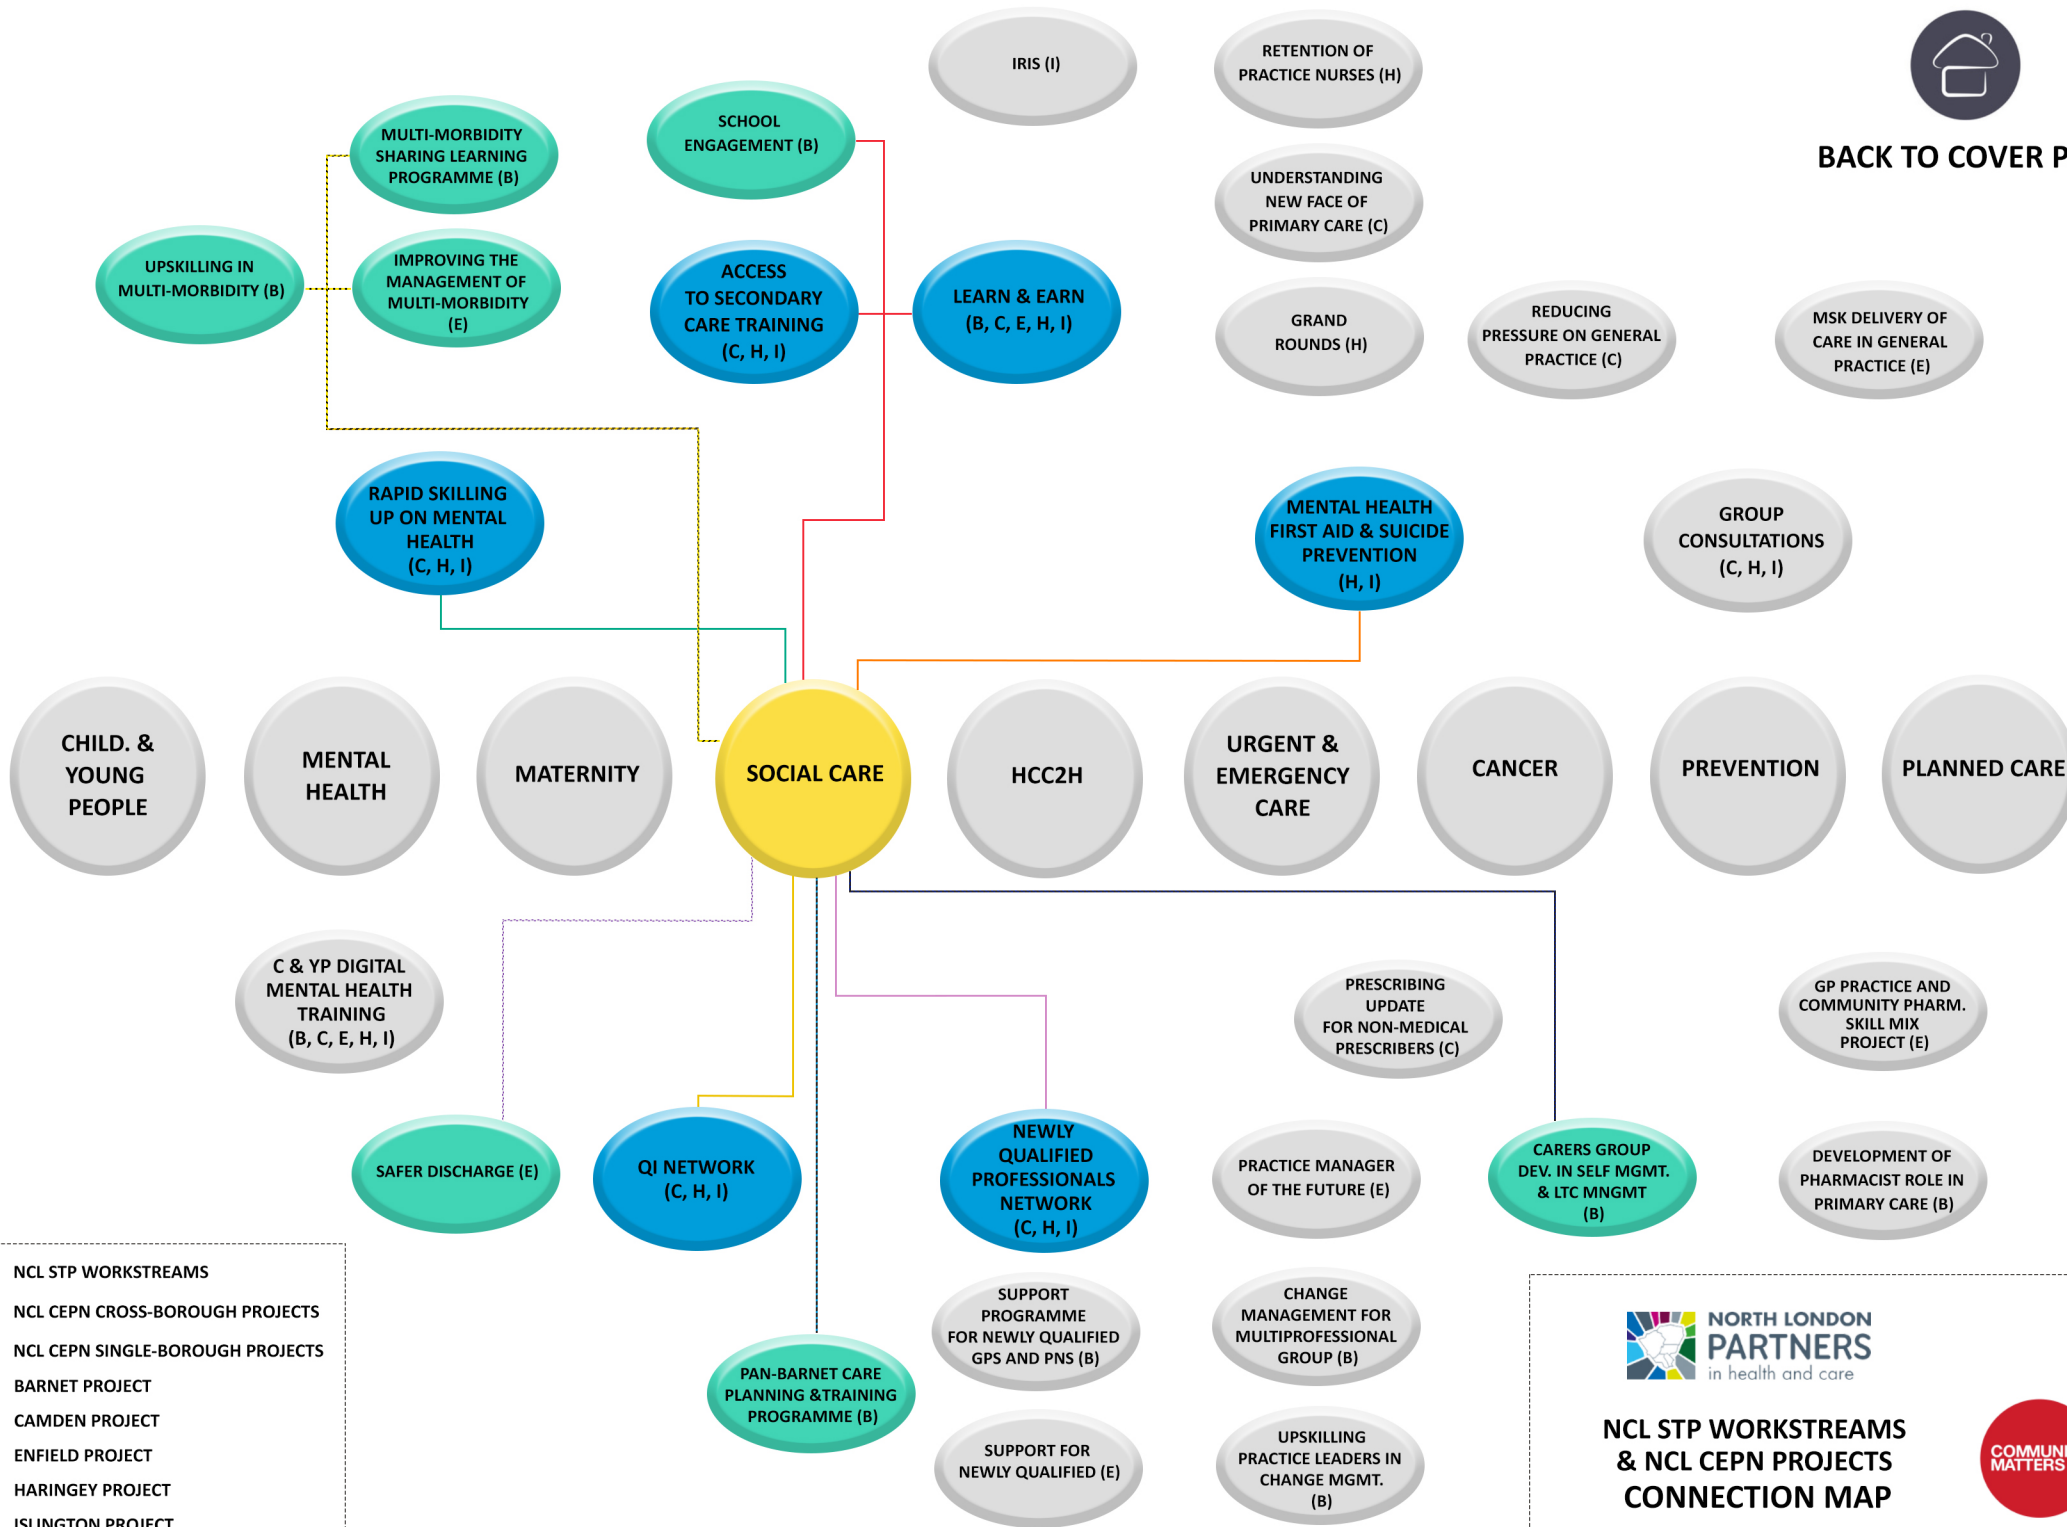 IRIS (I)
RETENTION OF
PRACTICE NURSES (H)
BACK TO COVER P
MULTI-MORBIDITY
SHARING LEARNING
PROGRAMME (B)
SCHOOL
ENGAGEMENT (B)
UNDERSTANDING
NEW FACE OF
PRIMARY CARE (C)
UPSKILLING IN
MULTI-MORBIDITY (B)
IMPROVING THE
MANAGEMENT OF
MULTI-MORBIDITY
(E)
ACCESS
TO SECONDARY
CARE TRAINING
(C, H, I)
LEARN & EARN
(B, C, E, H, I)
GRAND
ROUNDS (H)
REDUCING
PRESSURE ON GENERAL
PRACTICE (C)
MSK DELIVERY OF
CARE IN GENERAL
PRACTICE (E)
RAPID SKILLING
UP ON MENTAL
HEALTH
(C, H, I)
MENTAL HEALTH
FIRST AID & SUICIDE
PREVENTION
(H, I)
GROUP
CONSULTATIONS
(C, H, I)
CHILD. &
YOUNG
PEOPLE
MENTAL
HEALTH
MATERNITY
SOCIAL CARE
HCC2H
URGENT &
EMERGENCY
CARE
CANCER
PREVENTION
PLANNED CARE
C & YP DIGITAL
MENTAL HEALTH
TRAINING
(B, C, E, H, I)
PRESCRIBING
UPDATE
FOR NON-MEDICAL
PRESCRIBERS (C)
GP PRACTICE AND
COMMUNITY PHARM.
SKILL MIX
PROJECT (E)
SAFER DISCHARGE (E)
QI NETWORK
(C, H, I)
NEWLY
QUALIFIED
PROFESSIONALS
NETWORK
(C, H, I)
PRACTICE MANAGER
OF THE FUTURE (E)
CARERS GROUP
DEV. IN SELF MGMT.
& LTC MNGMT
(B)
DEVELOPMENT OF
PHARMACIST ROLE IN
PRIMARY CARE (B)
SUPPORT
PROGRAMME
FOR NEWLY QUALIFIED
GPS AND PNS (B)
CHANGE
MANAGEMENT FOR
MULTIPROFESSIONAL
GROUP (B)
PAN-BARNET CARE
PLANNING &TRAINING
PROGRAMME (B)
SUPPORT FOR
NEWLY QUALIFIED (E)
UPSKILLING
PRACTICE LEADERS IN
CHANGE MGMT.
(B)
NCL STP WORKSTREAMS
NCL CEPN CROSS-BOROUGH PROJECTS
NCL CEPN SINGLE-BOROUGH PROJECTS
BARNET PROJECT
CAMDEN PROJECT
ENFIELD PROJECT
HARINGEY PROJECT
ISLINGTON PROJECT
NORTH LONDON
PARTNERS
in health and care
NCL STP WORKSTREAMS
& NCL CEPN PROJECTS
CONNECTION MAP
COMMUNI
MATTERS